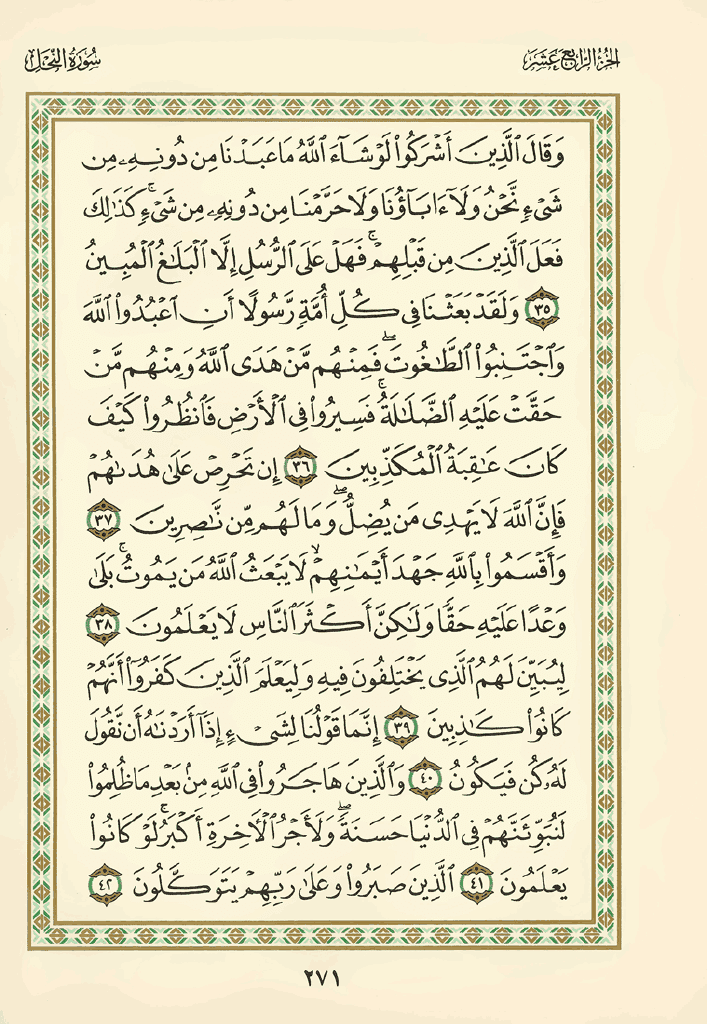 الجزء الرابع عشر
سورة النحل
وَقَالَ ٱلَّذِينَ أَشْرَكُوا۟ لَوْ شَآءَ ٱللَّهُ مَا عَبَدْنَا مِن دُونِهِۦ مِن
شَىْءٍ نَّحْنُ وَلَآ ءَابَآؤُنَا وَلَا حَرَّمْنَا مِن دُونِهِۦ مِن شَىْءٍ ۚ كَذَٰلِكَ
فَعَلَ ٱلَّذِينَ مِن قَبْلِهِمْ ۚ فَهَلْ عَلَى ٱلرُّسُلِ إِلَّا ٱلْبَلَٰغُ ٱلْمُبِينُ
٣٥ وَلَقَدْ بَعَثْنَا فِى كُلِّ أُمَّةٍ رَّسُولًا أَنِ ٱعْبُدُوا۟ ٱللَّهَ
وَٱجْتَنِبُوا۟ ٱلطَّٰغُوتَ ۖ فَمِنْهُم مَّنْ هَدَى ٱللَّهُ وَمِنْهُم مَّنْ
حَقَّتْ عَلَيْهِ ٱلضَّلَٰلَةُ ۚ فَسِيرُوا۟ فِى ٱلْأَرْضِ فَٱنظُرُوا۟ كَيْفَ
كَانَ عَٰقِبَةُ ٱلْمُكَذِّبِينَ ٣٦ إِن تَحْرِصْ عَلَىٰ هُدَىٰهُمْ
فَإِنَّ ٱللَّهَ لَا يَهْدِى مَن يُضِلُّ ۖ وَمَا لَهُم مِّن نَّٰصِرِينَ ٣٧
وَأَقْسَمُوا۟ بِٱللَّهِ جَهْدَ أَيْمَٰنِهِمْ ۙ لَا يَبْعَثُ ٱللَّهُ مَن يَمُوتُ ۚ بَلَىٰ
وَعْدًا عَلَيْهِ حَقًّا وَلَٰكِنَّ أَكْثَرَ ٱلنَّاسِ لَا يَعْلَمُونَ ٣٨
لِيُبَيِّنَ لَهُمُ ٱلَّذِى يَخْتَلِفُونَ فِيهِ وَلِيَعْلَمَ ٱلَّذِينَ كَفَرُوٓا۟ أَنَّهُمْ
كَانُوا۟ كَٰذِبِينَ ٣٩ إِنَّمَا قَوْلُنَا لِشَىْءٍ إِذَآ أَرَدْنَٰهُ أَن نَّقُولَ
لَهُۥ كُن فَيَكُونُ ٤٠ وَٱلَّذِينَ هَاجَرُوا۟ فِى ٱللَّهِ مِنۢ بَعْدِ مَا ظُلِمُوا۟
لَنُبَوِّئَنَّهُمْ فِى ٱلدُّنْيَا حَسَنَةً ۖ وَلَأَجْرُ ٱلْءَاخِرَةِ أَكْبَرُ ۚ لَوْ كَانُوا۟
يَعْلَمُونَ ٤١ ٱلَّذِينَ صَبَرُوا۟ وَعَلَىٰ رَبِّهِمْ يَتَوَكَّلُونَ ٤٢
٢٧١